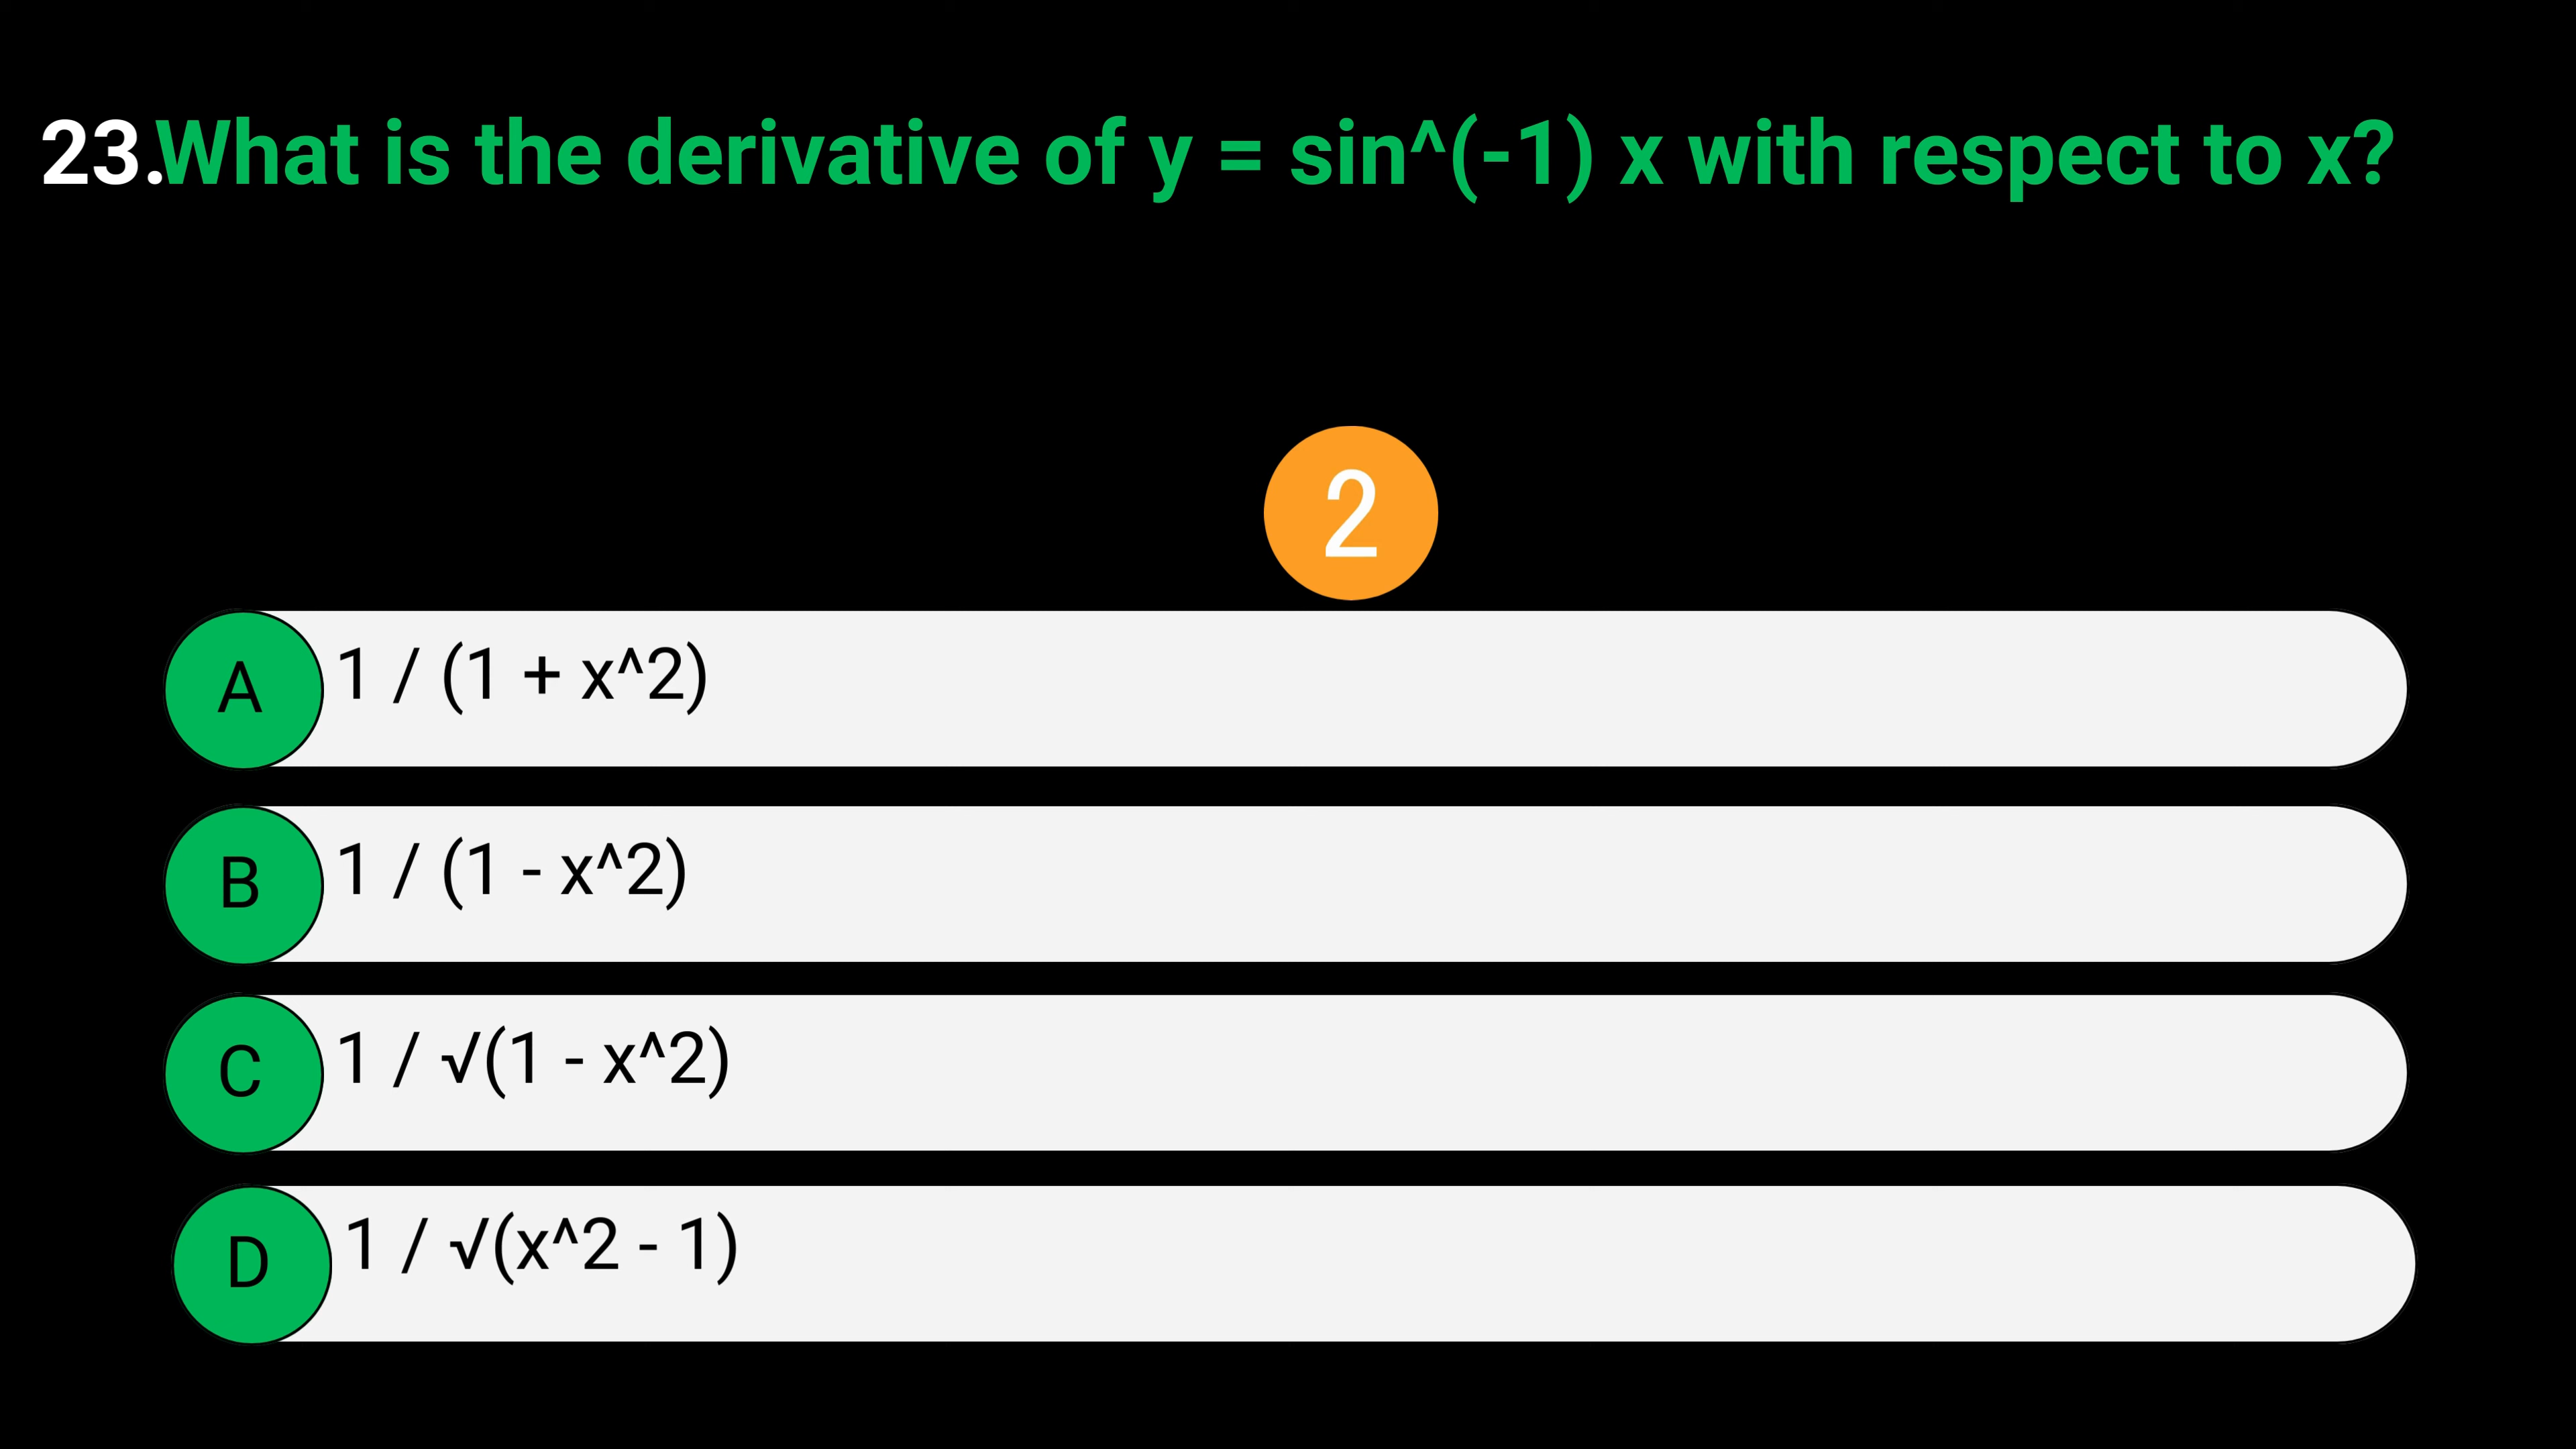 23.What is the derivative of y = sin^(-1) x with respect to x?
2
A 1 / (1 + x^2)
B 1 / (1 - x^2)
C 1 / √(1 - x^2)
D 1 / √(x^2 - 1)